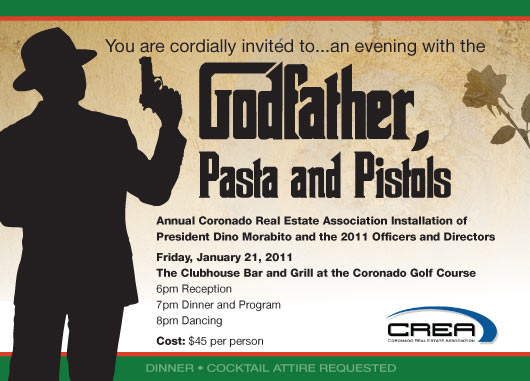 You are cordially invited to...an evening with the
Godfather,
Pasta and Pistols
Annual Coronado Real Estate Association Installation of
President Dino Morabito and the 2011 Officers and Directors
Friday, January 21, 2011
The Clubhouse Bar and Grill at the Coronado Golf Course
6pm Reception
7pm Dinner and Program
8pm Dancing
Cost: $45 per person
CREA
CORONADO REAL ESTATE ASSOCIATION
DINNER • COCKTAIL ATTIRE REQUESTED